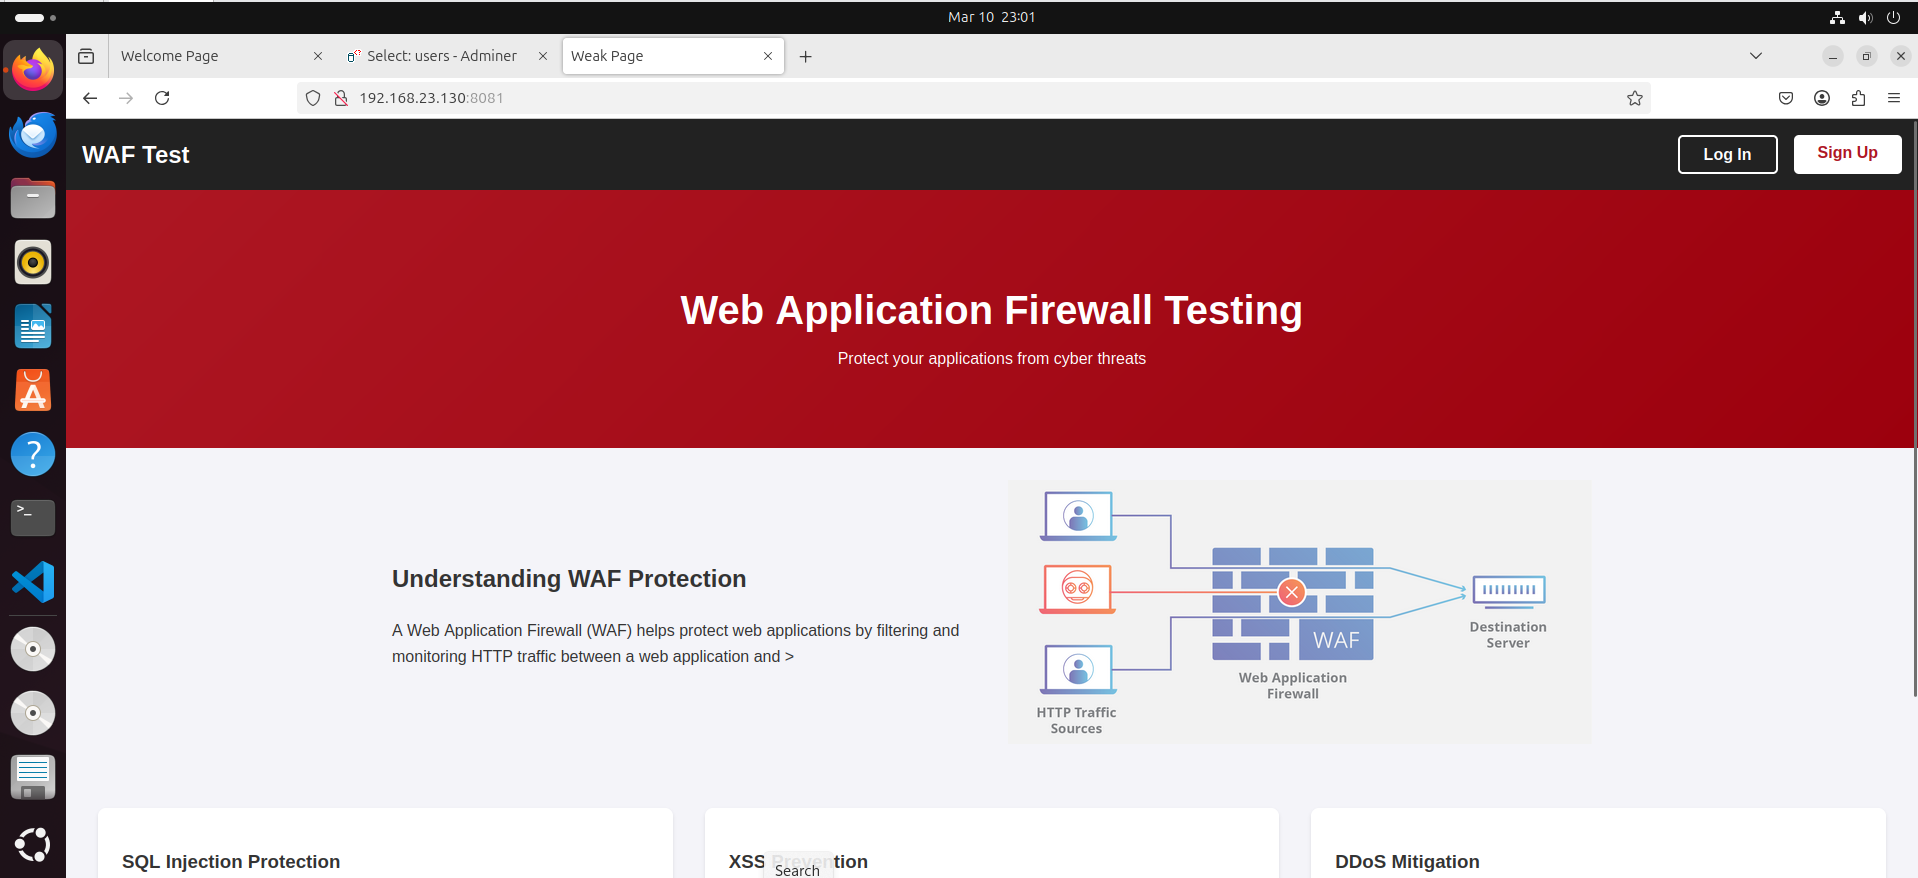 Mar 10 23:01
Welcome Page
Select: users - Adminer
Weak Page
192.168.23.130:8081
WAF Test
Log In
Sign Up
Web Application Firewall Testing
Protect your applications from cyber threats
Understanding WAF Protection
A Web Application Firewall (WAF) helps protect web applications by filtering and
monitoring HTTP traffic between a web application and >
WAF
Destination
Server
Web Application
Firewall
HTTP Traffic
Sources
SQL Injection Protection
XSS Prevention
DDoS Mitigation
Search